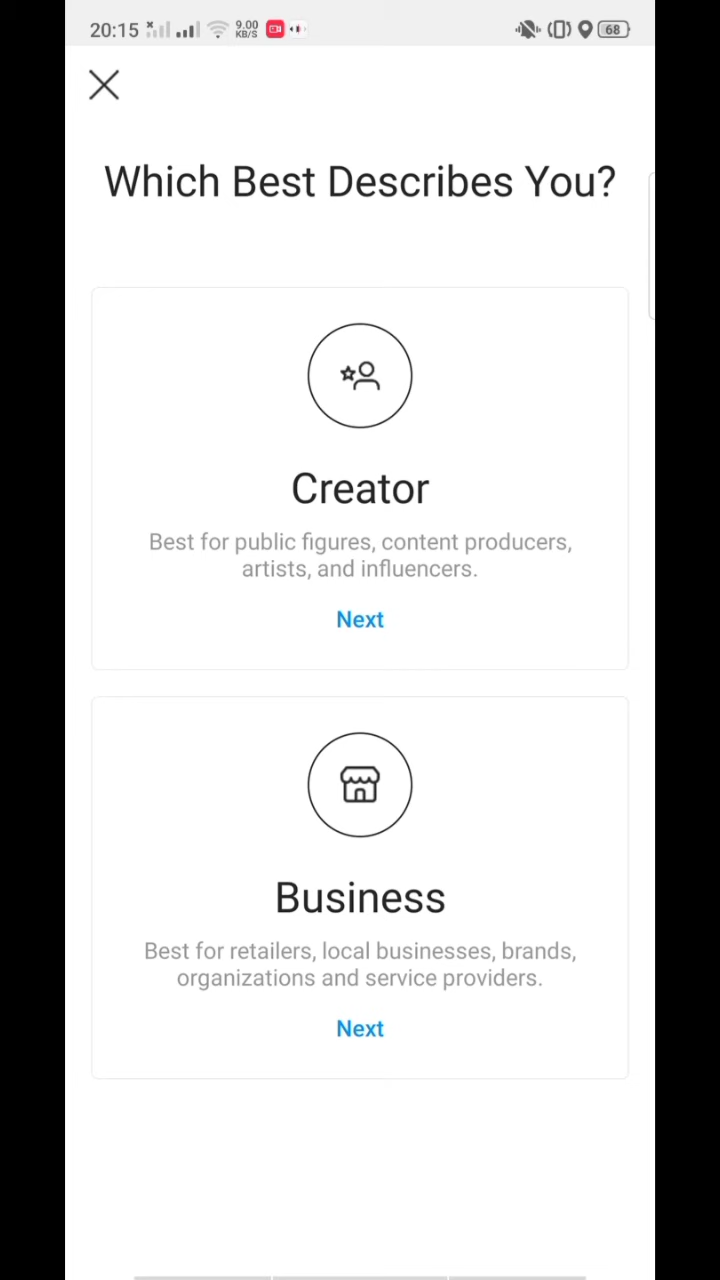 20:15 9.00 KB/S 68
Which Best Describes You?
Creator
Best for public figures, content producers,
artists, and influencers.
Next
Business
Best for retailers, local businesses, brands,
organizations and service providers.
Next